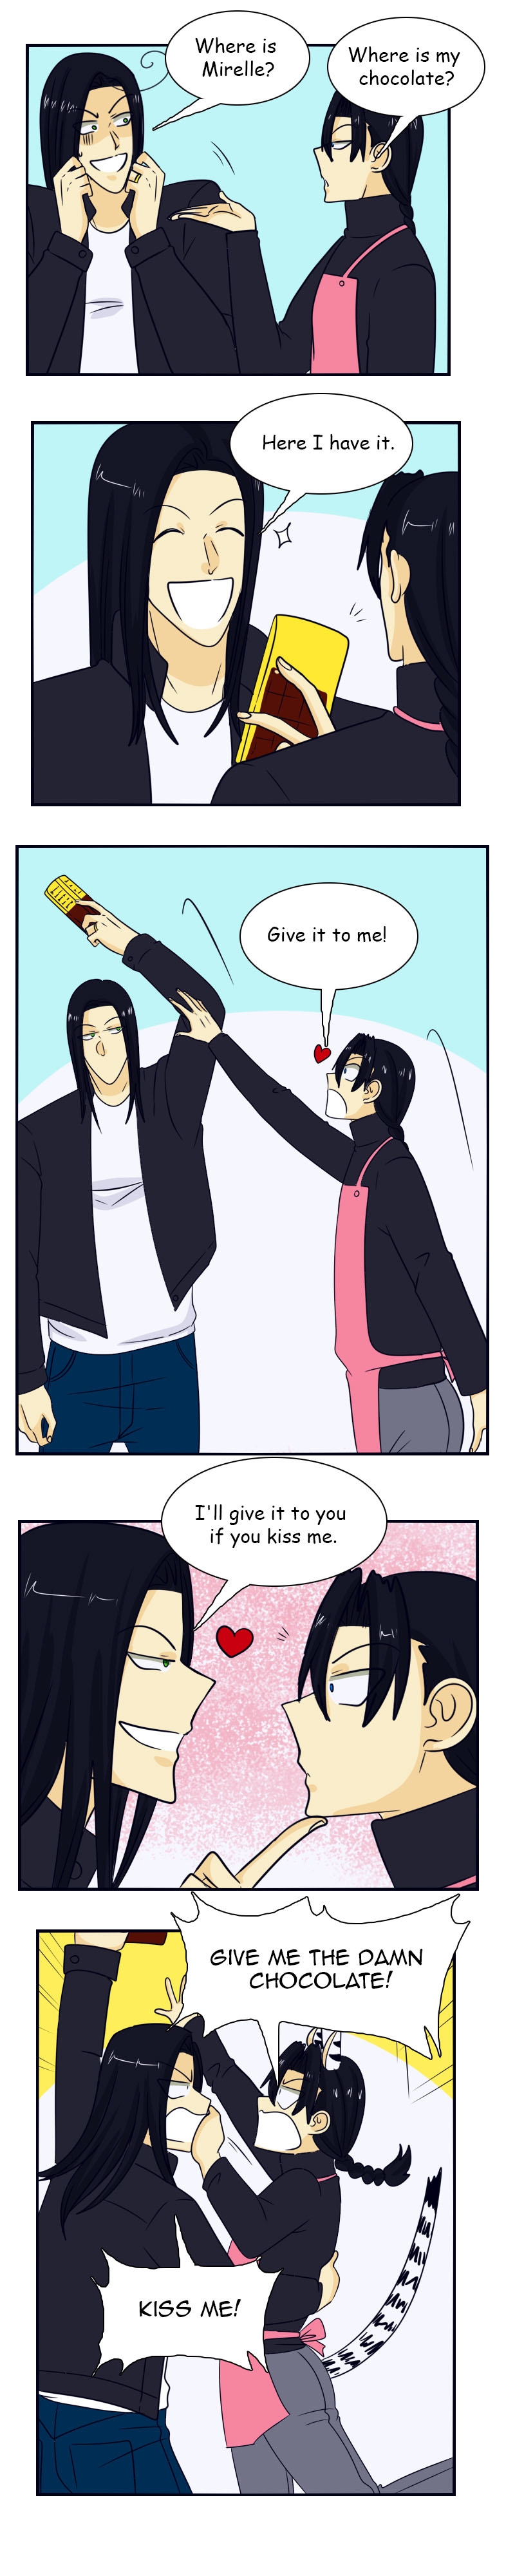 Where is
Mirelle?
Where is my
chocolate?
Here I have it.
Give it to me!
I'll give it to you
if you kiss me.
GIVE ME THE DAMN
CHOCOLATE!
KISS ME!